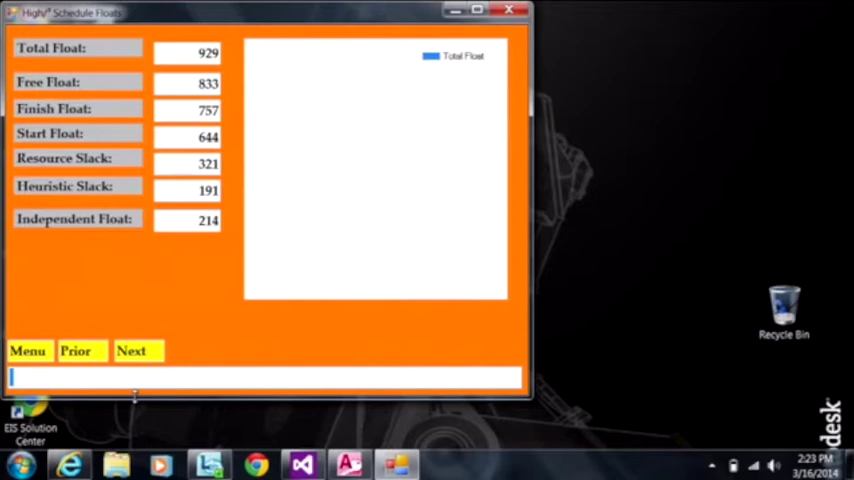 High/° Schedule Floats
Total Float: 929
Total Float
Free Float: 833
Finish Float: 757
Start Float: 644
Resource Slack: 321
Heuristic Slack: 191
Independent Float: 214
Recycle Bin
Menu Prior Next
EIS Solution
Center
desk
2:23 PM
3/16/2014